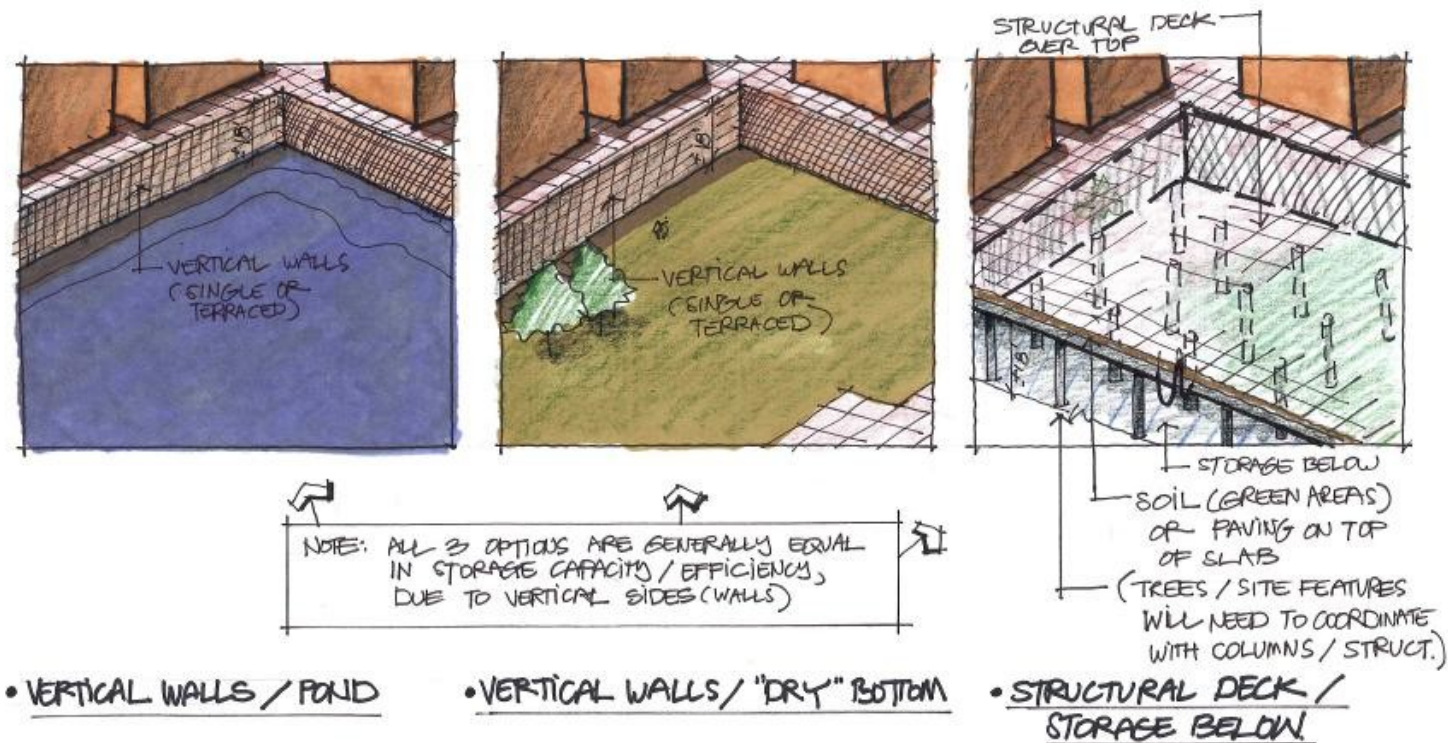 STRUCTURAL DECK
OVER TOP
VERTICAL WALLS
(SINGLE OR
TERRACED)
VERTICAL WALLS
(SINGLE OR
TERRACED)
STORAGE BELOW
SOIL (GREEN AREAS)
OR PAVING ON TOP
OF SLAB
(TREES / SITE FEATURES
WILL NEED TO COORDINATE
WITH COLUMNS / STRUCT.)
NOTE: ALL 3 OPTIONS ARE GENERALLY EQUAL
IN STORAGE CAPACITY / EFFICIENCY,
DUE TO VERTICAL SIDES (WALLS)
• VERTICAL WALLS / POND
• VERTICAL WALLS / "DRY" BOTTOM
• STRUCTURAL DECK /
STORAGE BELOW